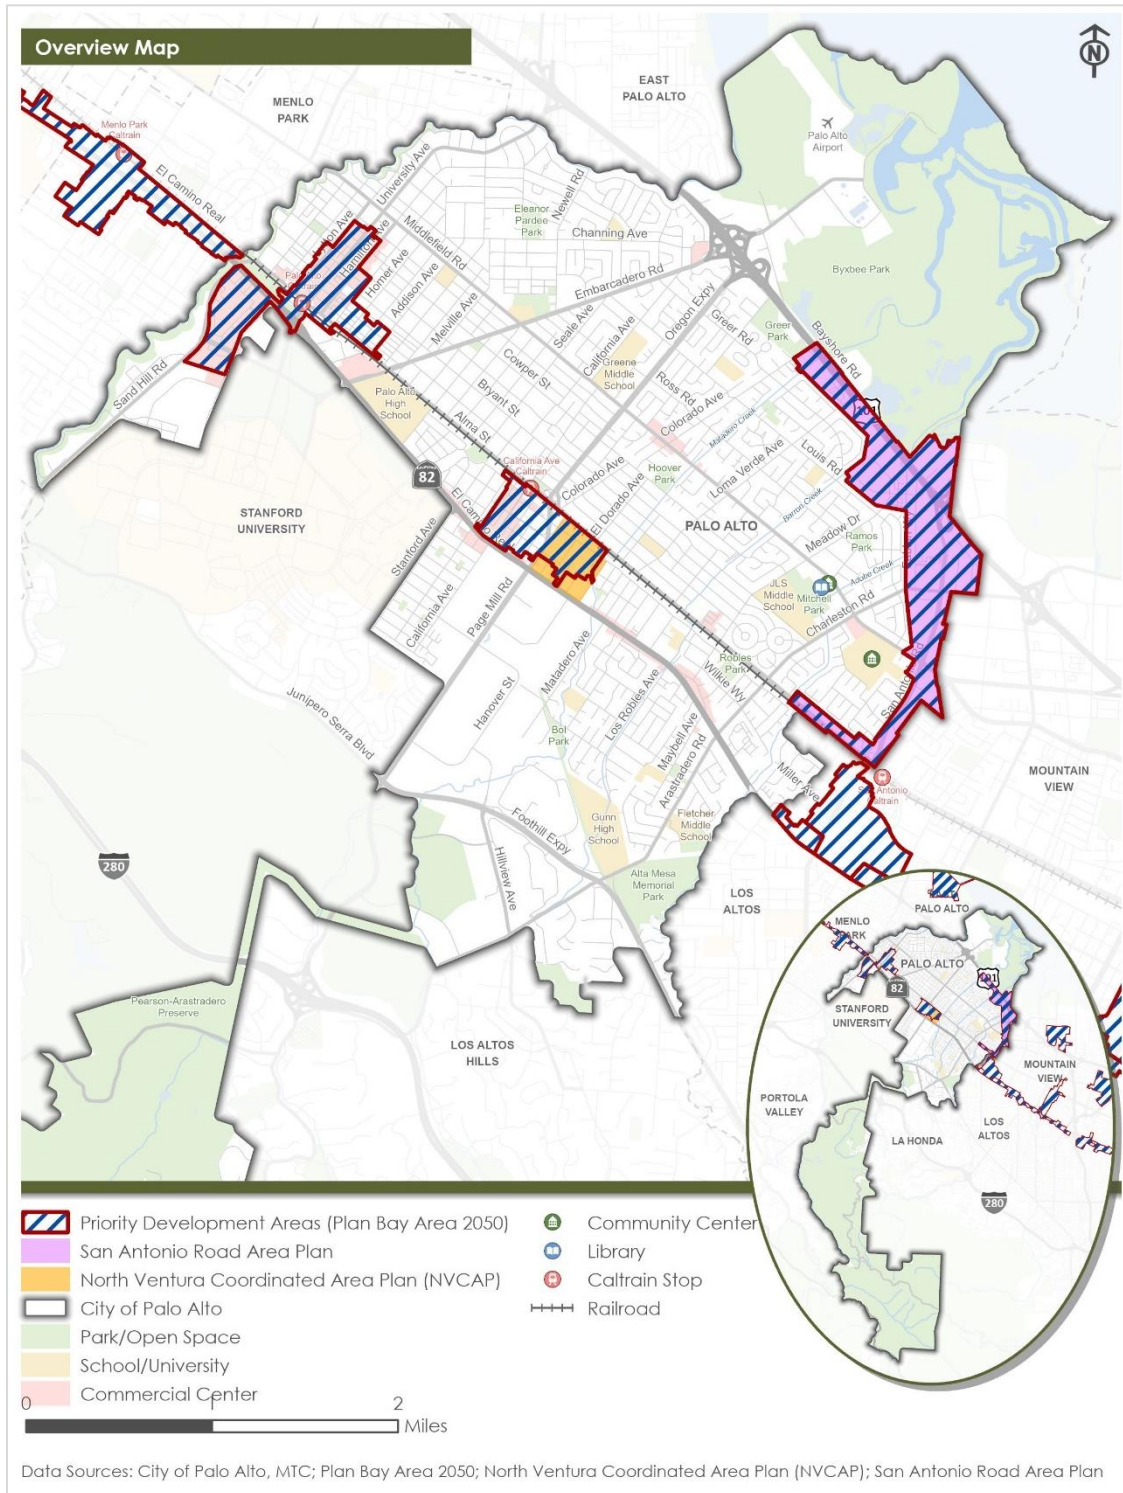 Overview Map
N
EAST
PALO ALTO
MENLO
PARK
Menlo Park
Caltrain
El Camino Real
University Ave
Palo Alto
Airport
Hamilton Ave
Homer Ave
Addison Ave
Melville Ave
Middlefield Rd
Eleanor
Pardee
Park
Newell Rd
Channing Ave
Embarcadero Rd
Byxbee Park
Seale Ave
California Ave
Oregon Expy
Greer Rd
Greer
Park
Bayshore Rd
Greene
Middle
School
Sand Hill Rd
Palo Alto
High
School
Cowper St
Bryant St
Alma St
Ross Rd
Colorado Ave
Matadero Creek
101
Louis Rd
Loma Verde Ave
82
California Ave
Caltrain
Colorado Ave
Hoover
Park
El Dorado Ave
Barron Creek
STANFORD
UNIVERSITY
PALO ALTO
Meadow Dr
Ramos
Park
Stanford Ave
El Camino Real
Adobe Creek
JLS
Middle
School
Mitchell
Park
Charleston Rd
California Ave
Page Mill Rd
Matadero Ave
Robles
Park
Wilkie Wy
San Antonio Rd
Hanover St
Los Robles Ave
Junipero Serra Blvd
Bol
Park
Maybell Ave
Arastradero Rd
Miller Ave
San Antonio
Caltrain
MOUNTAIN
VIEW
Foothill Expy
Gunn
High
School
Fletcher
Middle
School
280
Hillview Ave
Alta Mesa
Memorial
Park
LOS
ALTOS
Pearson-Arastradero
Preserve
LOS ALTOS
HILLS
PALO ALTO
MENLO
PARK
PALO ALTO
101
82
STANFORD
UNIVERSITY
MOUNTAIN
VIEW
PORTOLA
VALLEY
LOS
ALTOS
LA HONDA
280
Priority Development Areas (Plan Bay Area 2050)
San Antonio Road Area Plan
North Ventura Coordinated Area Plan (NVCAP)
City of Palo Alto
Park/Open Space
School/University
Commercial Center
Community Center
Library
Caltrain Stop
Railroad
0 1 2
Miles
Data Sources: City of Palo Alto, MTC; Plan Bay Area 2050; North Ventura Coordinated Area Plan (NVCAP); San Antonio Road Area Plan